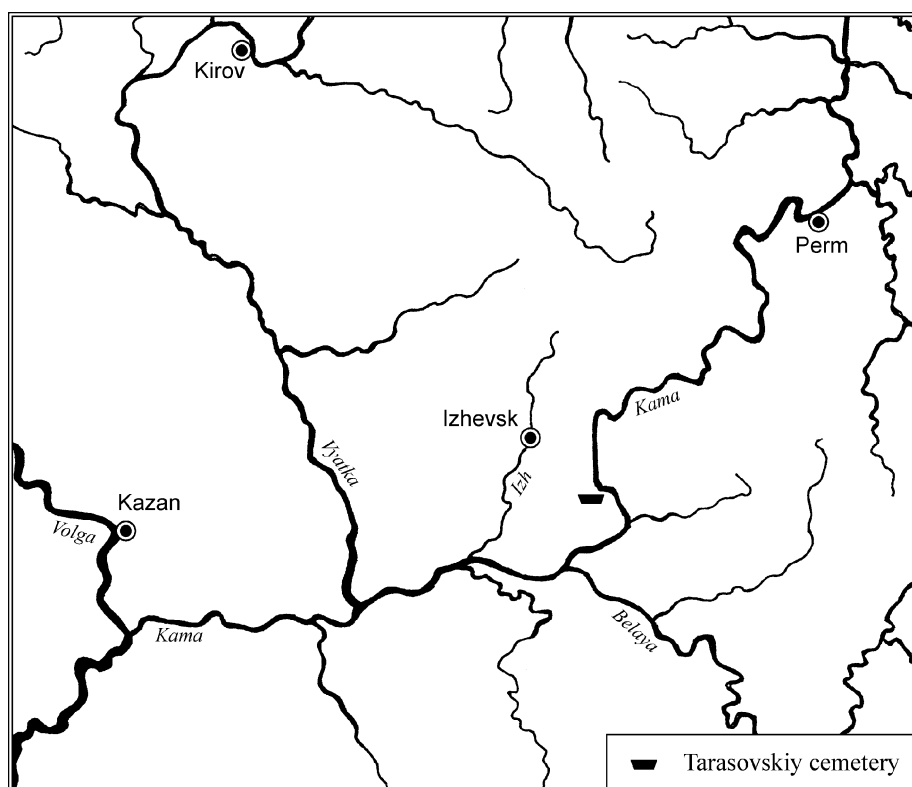 Kirov
Perm
Kama
Izhevsk
Vyatka
Izh
Kazan
Volga
Belaya
Kama
Tarasovskiy cemetery